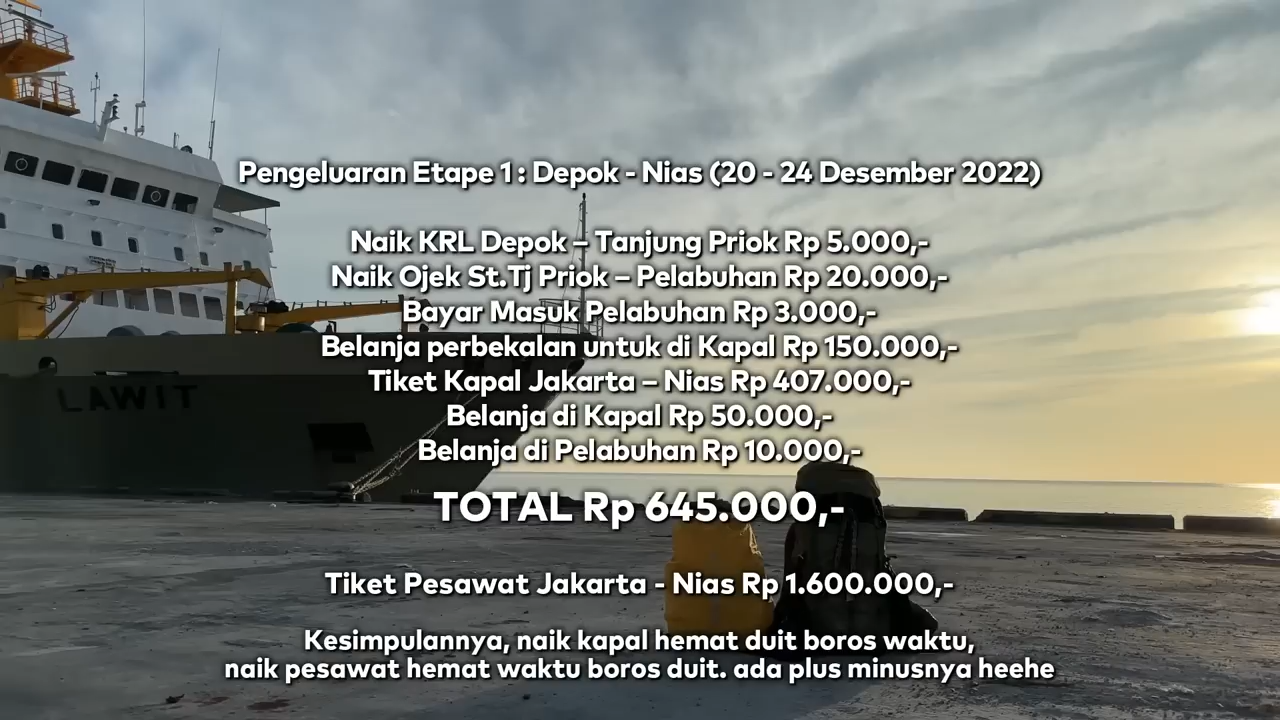 Pengeluaran Etape 1 : Depok - Nias (20 - 24 Desember 2022)
Naik KRL Depok – Tanjung Priok Rp 5.000,-
Naik Ojek St.Tj Priok – Pelabuhan Rp 20.000,-
Bayar Masuk Pelabuhan Rp 3.000,-
Belanja perbekalan untuk di Kapal Rp 150.000,-
Tiket Kapal Jakarta – Nias Rp 407.000,-
LAWIT
Belanja di Kapal Rp 50.000,-
Belanja di Pelabuhan Rp 10.000,-
TOTAL Rp 645.000,-
Tiket Pesawat Jakarta - Nias Rp 1.600.000,-
Kesimpulannya, naik kapal hemat duit boros waktu,
naik pesawat hemat waktu boros duit. ada plus minusnya heehe